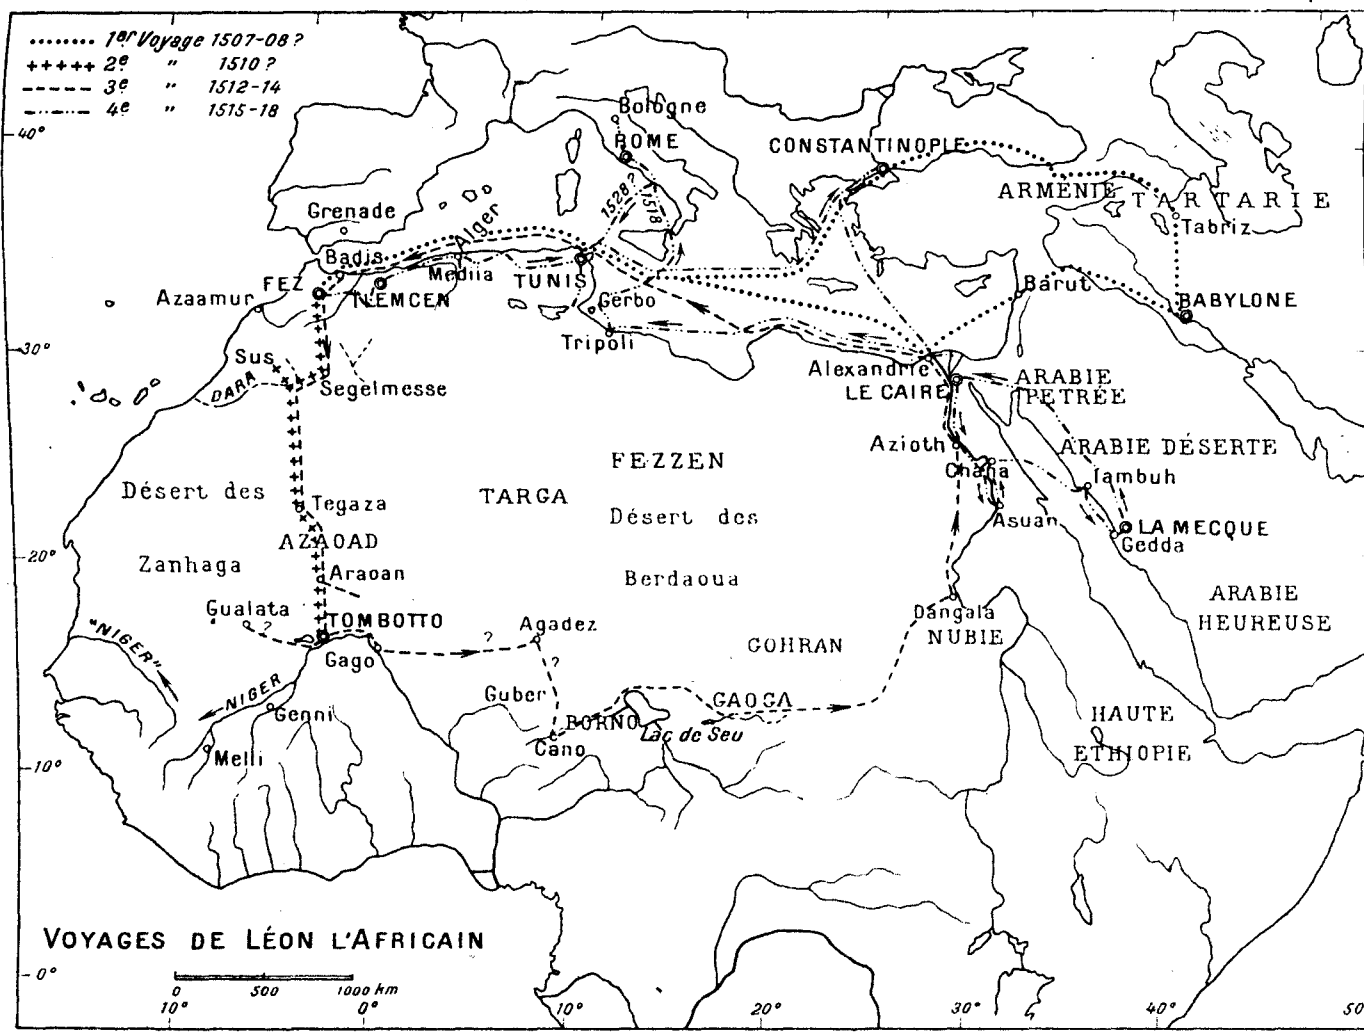 1er Voyage 1507-08?
2e " 1510?
3e " 1512-14
4e " 1515-18
40°
Bologne
ROME
CONSTANTINOPLE
ARMÉNIE
TARTARIE
Tabriz
1528?
1518
Grenade
Alger
Badis
Mediia
TUNIS
FEZ
TLEMCEN
Azaamur
Gerbo
Tripoli
Barut
BABYLONE
30°
Sus
DARA
Segelmesse
Alexandrie
LE CAIRE
ARABIE
PETRÉE
Azioth
ARABIE DÉSERTE
FEZZEN
Chana
Iambuh
Désert des
TARGA
Tegaza
Désert des
Asuan
LA MECQUE
Gedda
AZAOAD
20°
Zanhaga
Araoan
Berdaoua
ARABIE
HEUREUSE
Gualata
?
TOMBOTTO
Agadez
Dangala
NUBIE
"NIGER"
Gago
?
?
GOHRAN
NIGER
Guber
GAOGA
Genni
BORNO
Lac de Seu
HAUTE
ETHIOPIE
Melli
Cano
10°
VOYAGES DE LÉON L'AFRICAIN
0°
0 500 1000 km
10° 0° 10° 20° 30° 40° 50